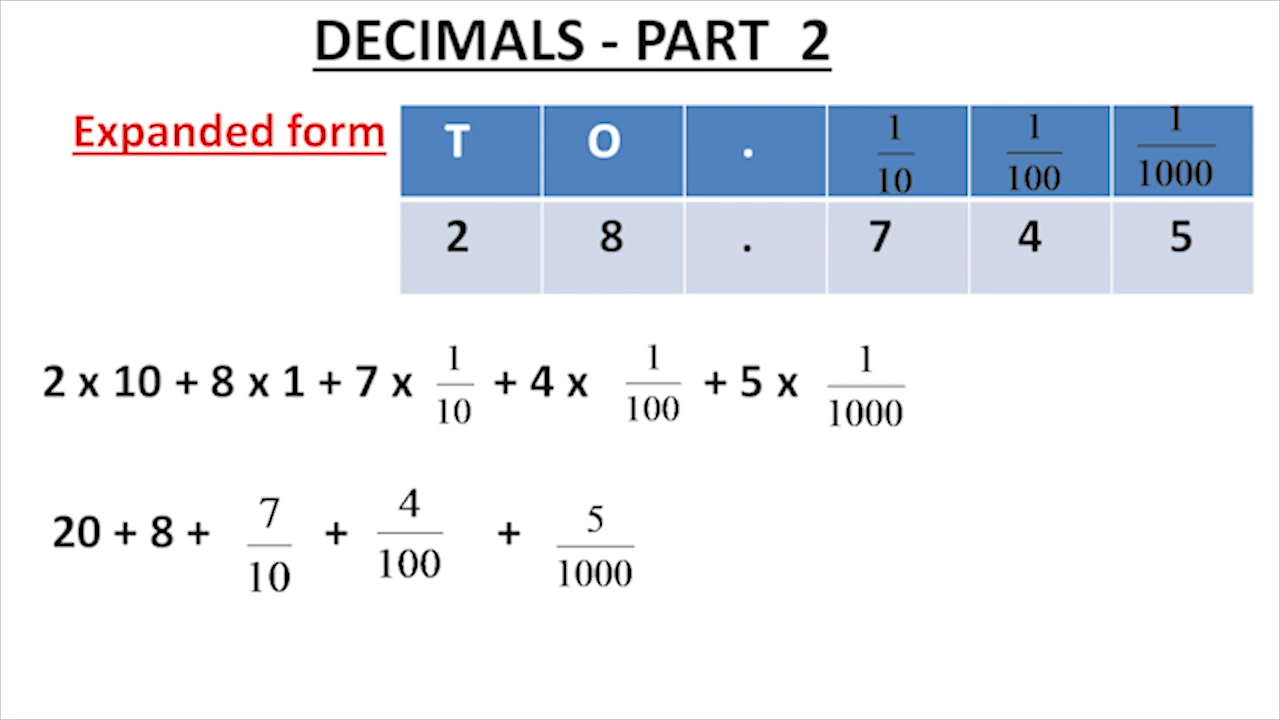 DECIMALS - PART 2
Expanded form
T O . 1/10 1/100 1/1000
2 8 . 7 4 5
2 x 10 + 8 x 1 + 7 x 1/10 + 4 x 1/100 + 5 x 1/1000
20 + 8 + 7/10 + 4/100 + 5/1000